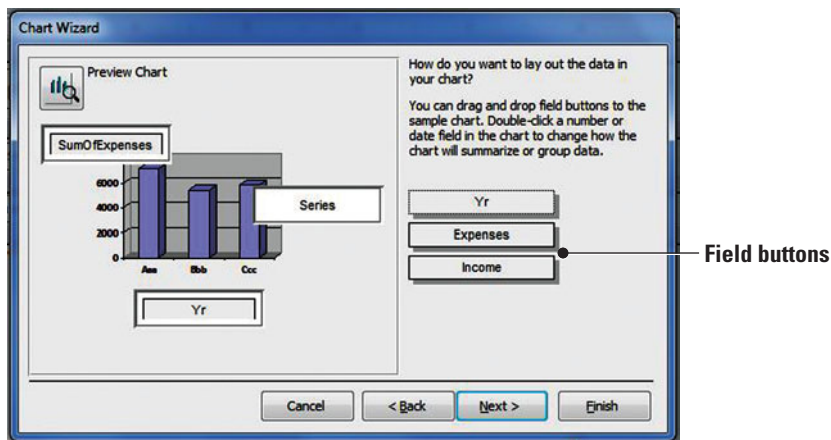 Chart Wizard
Preview Chart
SumOfExpenses
6000
4000
2000
0
Aaa Bbb Ccc
Series
Yr
How do you want to lay out the data in
your chart?
You can drag and drop field buttons to the
sample chart. Double-click a number or
date field in the chart to change how the
chart will summarize or group data.
Yr
Expenses
Income
Field buttons
Cancel
< Back
Next >
Finish